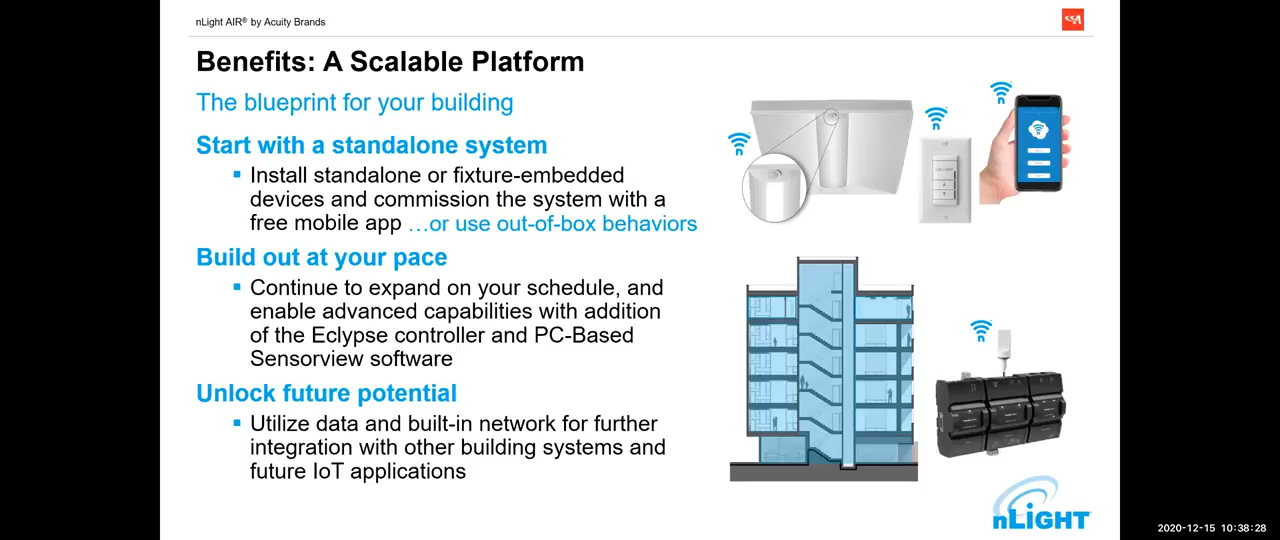 nLight AIR® by Acuity Brands
Benefits: A Scalable Platform
The blueprint for your building
Start with a standalone system
Install standalone or fixture-embedded
devices and commission the system with a
free mobile app …or use out-of-box behaviors
Build out at your pace
Continue to expand on your schedule, and
enable advanced capabilities with addition
of the Eclypse controller and PC-Based
Sensorview software
Unlock future potential
Utilize data and built-in network for further
integration with other building systems and
future IoT applications
nLIGHT
2020-12-15 10:38:28